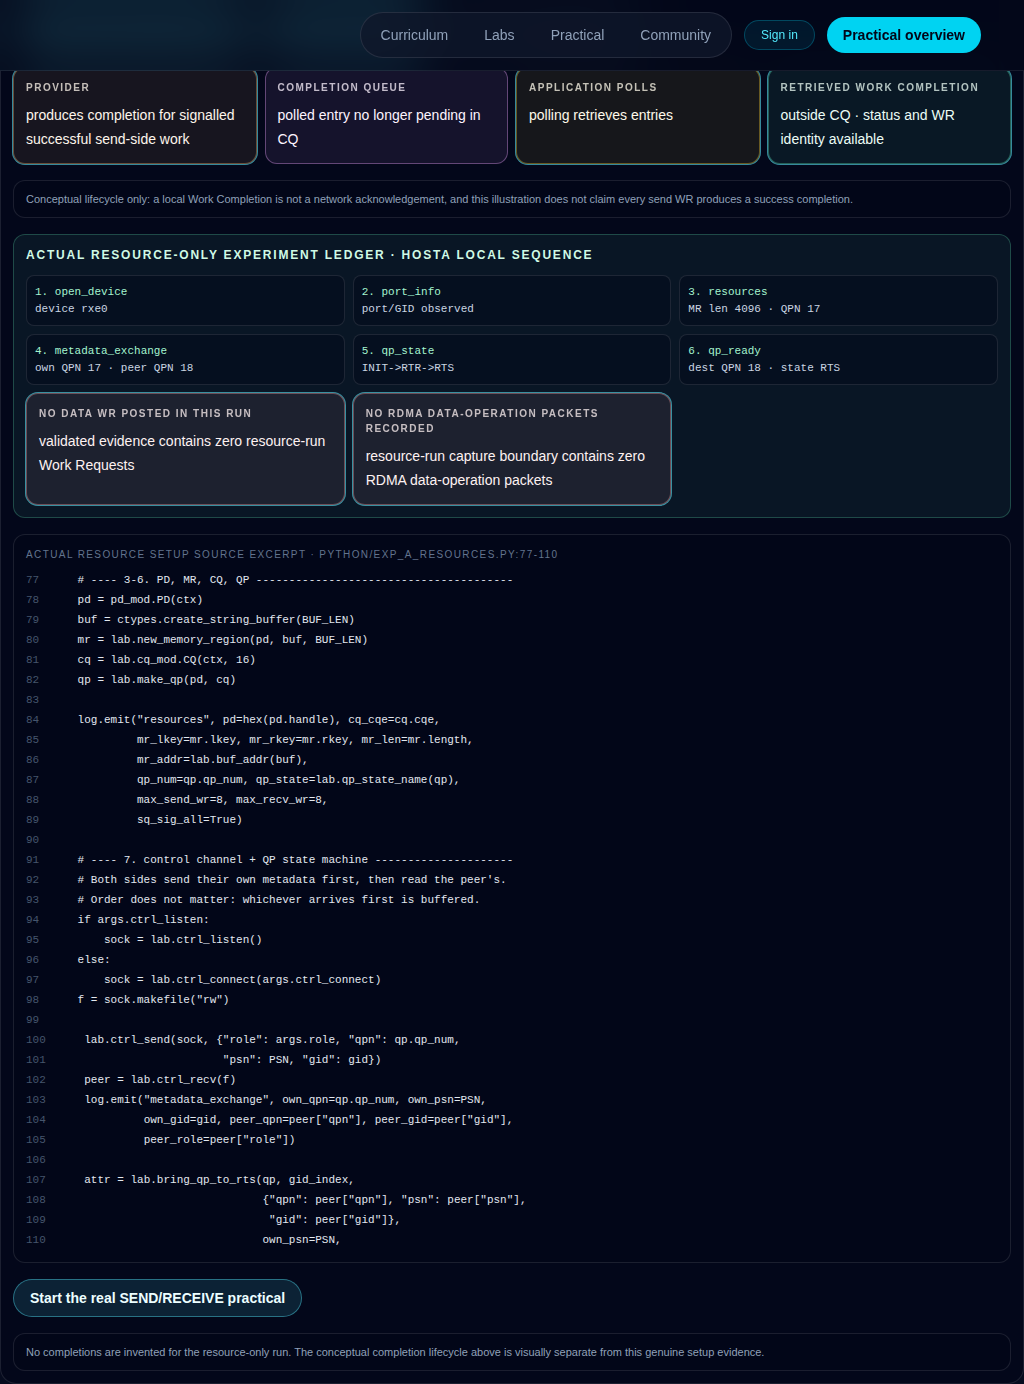 Curriculum Labs Practical Community Sign in Practical overview
PROVIDER
produces completion for signalled
successful send-side work
COMPLETION QUEUE
polled entry no longer pending in
CQ
APPLICATION POLLS
polling retrieves entries
RETRIEVED WORK COMPLETION
outside CQ · status and WR
identity available
Conceptual lifecycle only: a local Work Completion is not a network acknowledgement, and this illustration does not claim every send WR produces a success completion.
ACTUAL RESOURCE-ONLY EXPERIMENT LEDGER · HOSTA LOCAL SEQUENCE
1. open_device
device rxe0
2. port_info
port/GID observed
3. resources
MR len 4096 · QPN 17
4. metadata_exchange
own QPN 17 · peer QPN 18
5. qp_state
INIT->RTR->RTS
6. qp_ready
dest QPN 18 · state RTS
NO DATA WR POSTED IN THIS RUN
validated evidence contains zero resource-run
Work Requests
NO RDMA DATA-OPERATION PACKETS
RECORDED
resource-run capture boundary contains zero
RDMA data-operation packets
ACTUAL RESOURCE SETUP SOURCE EXCERPT · PYTHON/EXP_A_RESOURCES.PY:77-110
77     # ---- 3-6. PD, MR, CQ, QP ---------------------------------------
78     pd = pd_mod.PD(ctx)
79     buf = ctypes.create_string_buffer(BUF_LEN)
80     mr = lab.new_memory_region(pd, buf, BUF_LEN)
81     cq = lab.cq_mod.CQ(ctx, 16)
82     qp = lab.make_qp(pd, cq)
83
84     log.emit("resources", pd=hex(pd.handle), cq_cqe=cq.cqe,
85              mr_lkey=mr.lkey, mr_rkey=mr.rkey, mr_len=mr.length,
86              mr_addr=lab.buf_addr(buf),
87              qp_num=qp.qp_num, qp_state=lab.qp_state_name(qp),
88              max_send_wr=8, max_recv_wr=8,
89              sq_sig_all=True)
90
91     # ---- 7. control channel + QP state machine ---------------------
92     # Both sides send their own metadata first, then read the peer's.
93     # Order does not matter: whichever arrives first is buffered.
94     if args.ctrl_listen:
95         sock = lab.ctrl_listen()
96     else:
97         sock = lab.ctrl_connect(args.ctrl_connect)
98     f = sock.makefile("rw")
99
100     lab.ctrl_send(sock, {"role": args.role, "qpn": qp.qp_num,
101                          "psn": PSN, "gid": gid})
102     peer = lab.ctrl_recv(f)
103     log.emit("metadata_exchange", own_qpn=qp.qp_num, own_psn=PSN,
104              own_gid=gid, peer_qpn=peer["qpn"], peer_gid=peer["gid"],
105              peer_role=peer["role"])
106
107     attr = lab.bring_qp_to_rts(qp, gid_index,
108                                {"qpn": peer["qpn"], "psn": peer["psn"],
109                                 "gid": peer["gid"]},
110                                own_psn=PSN,
Start the real SEND/RECEIVE practical
No completions are invented for the resource-only run. The conceptual completion lifecycle above is visually separate from this genuine setup evidence.